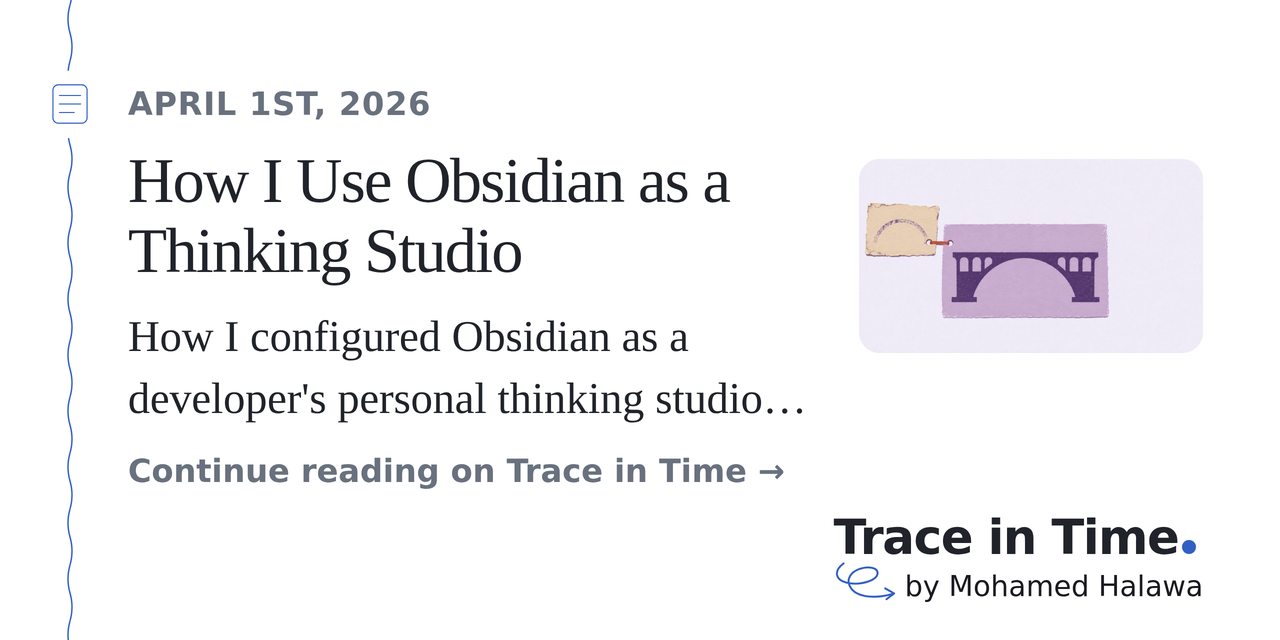 APRIL 1ST, 2026
How I Use Obsidian as a
Thinking Studio
How I configured Obsidian as a
developer's personal thinking studio…
Continue reading on Trace in Time →
Trace in Time.
by Mohamed Halawa